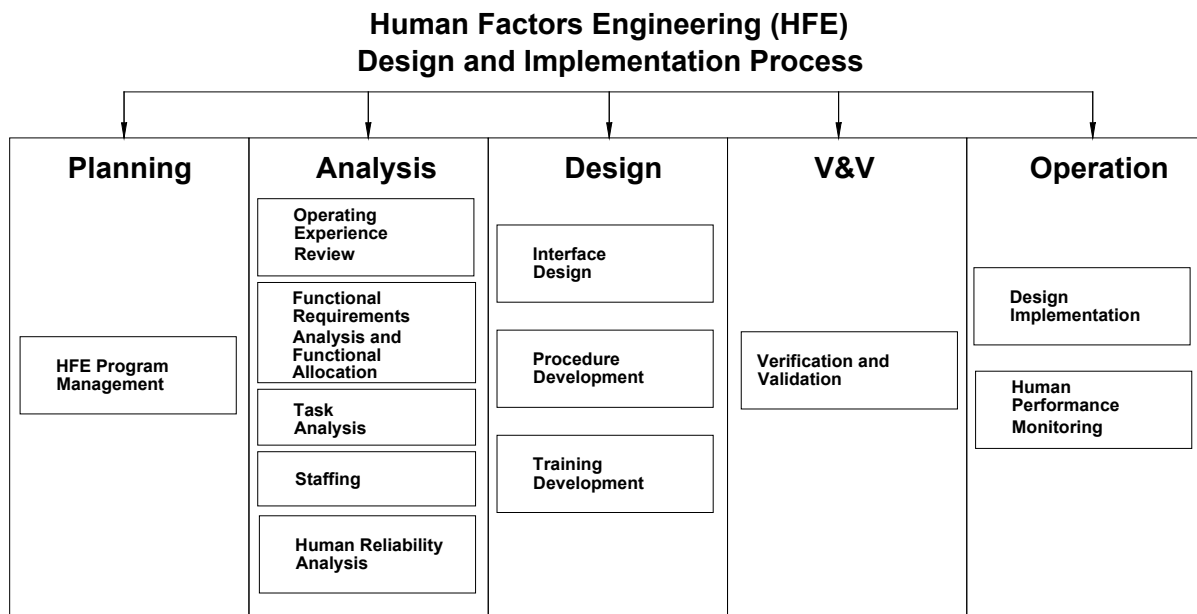 Human Factors Engineering (HFE)
Design and Implementation Process
Planning
HFE Program
Management
Analysis
Operating
Experience
Review
Functional
Requirements
Analysis and
Functional
Allocation
Task
Analysis
Staffing
Human Reliability
Analysis
Design
Interface
Design
Procedure
Development
Training
Development
V&V
Verification and
Validation
Operation
Design
Implementation
Human
Performance
Monitoring